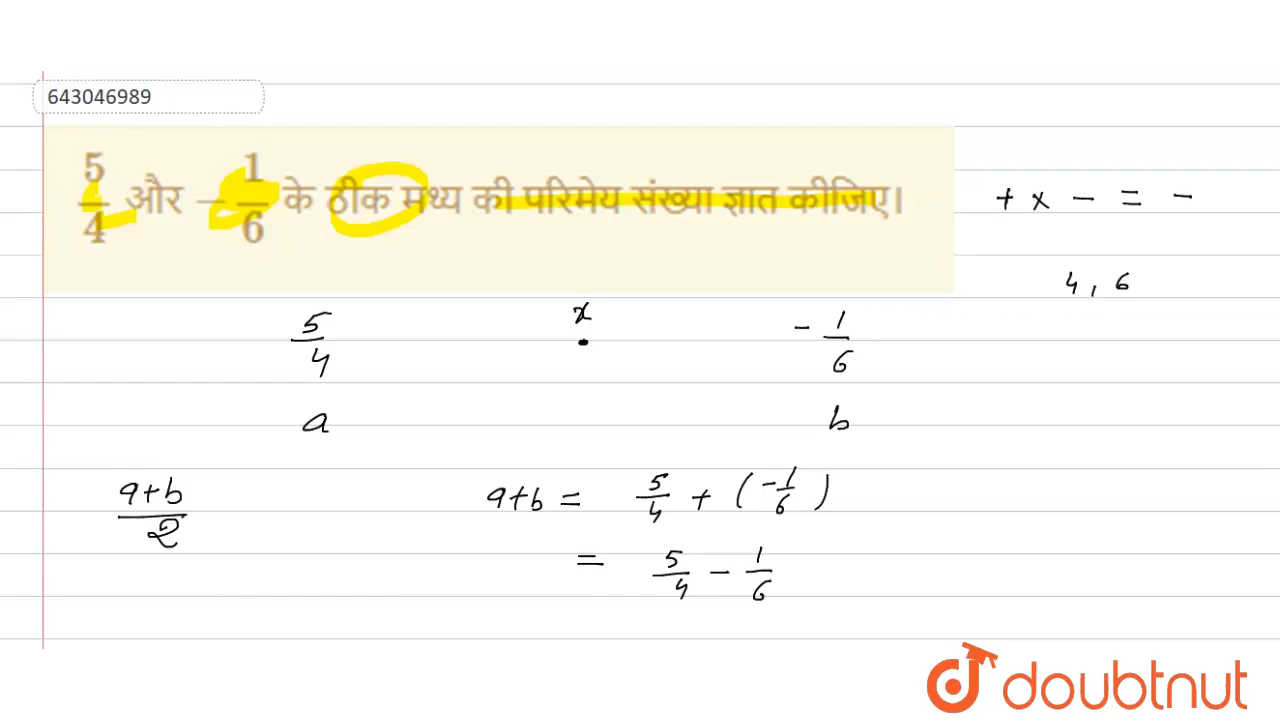 643046989
5/4 और -1/6 के ठीक मध्य की परिमेय संख्या ज्ञात कीजिए।
+ x - = -
4, 6
5/4 x -1/6
a b
(a+b)/2 a+b = 5/4 + (-1/6)
= 5/4 - 1/6
doubtnut